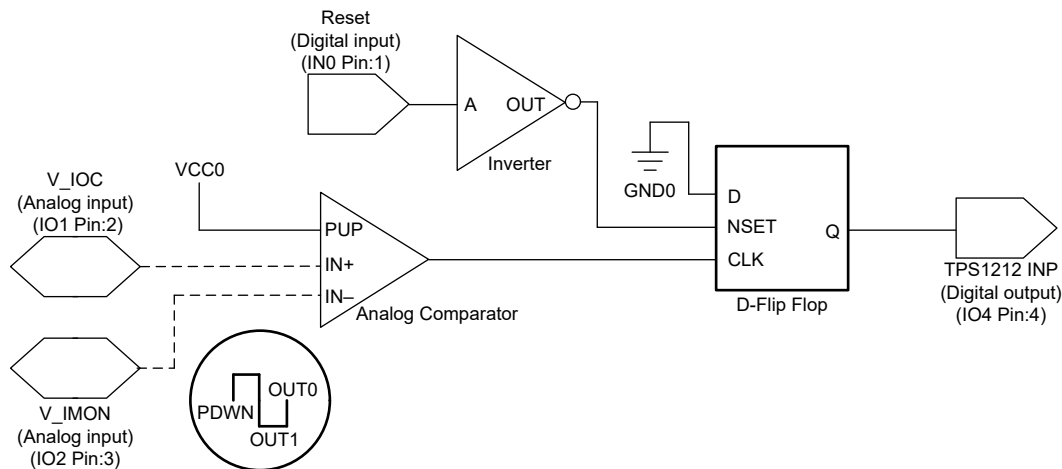 Reset
(Digital input)
(IN0 Pin:1)
A
OUT
Inverter
VCC0
V_IOC
(Analog input)
(IO1 Pin:2)
PUP
IN+
IN–
Analog Comparator
GND0
D
NSET
CLK
Q
D-Flip Flop
TPS1212 INP
(Digital output)
(IO4 Pin:4)
V_IMON
(Analog input)
(IO2 Pin:3)
PDWN
OUT0
OUT1